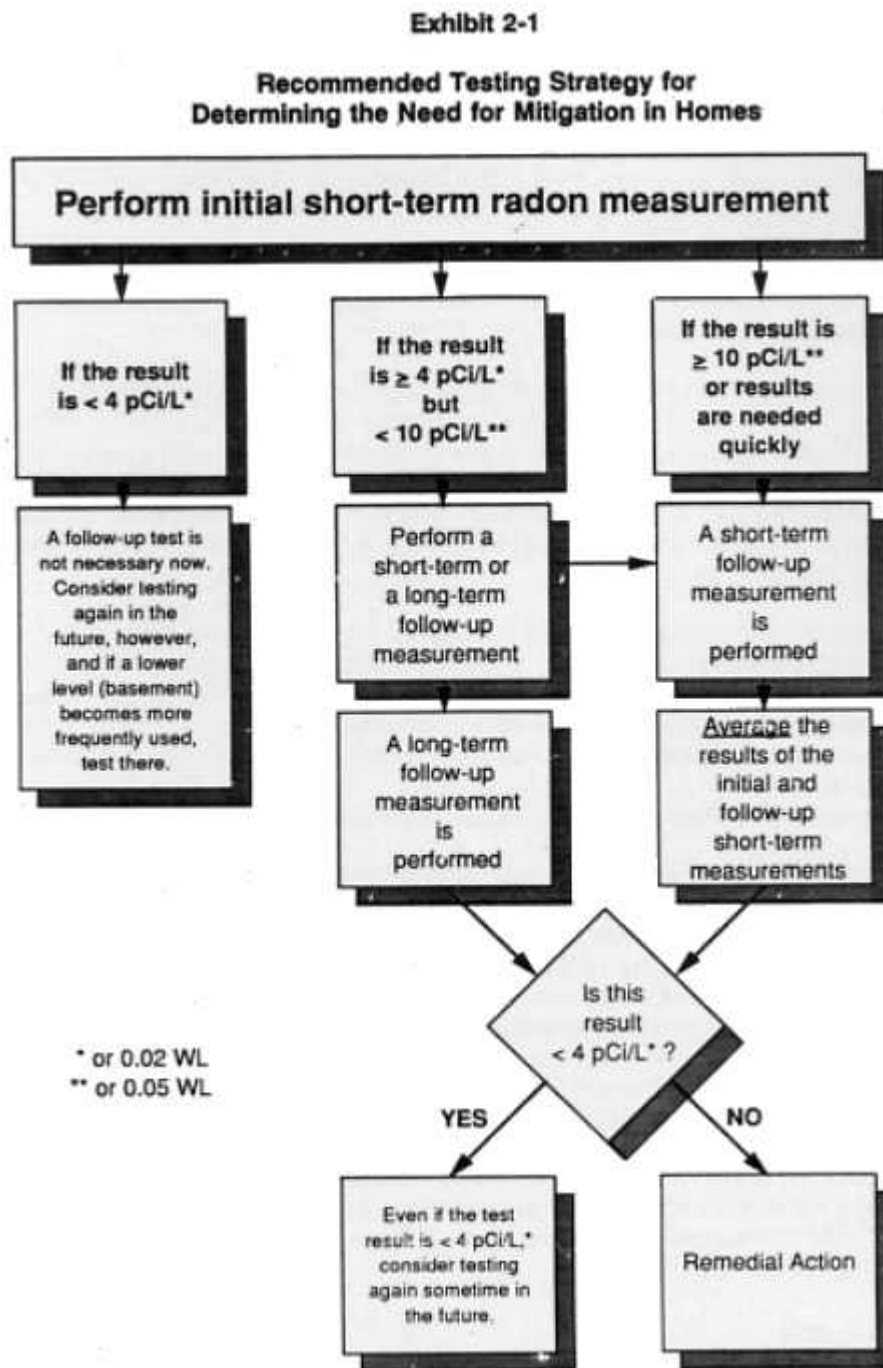 Exhibit 2-1
Recommended Testing Strategy for
Determining the Need for Mitigation in Homes
Perform initial short-term radon measurement
If the result
is < 4 pCi/L*
If the result
is ≥ 4 pCi/L*
but
< 10 pCi/L**
If the result is
≥ 10 pCi/L**
or results
are needed
quickly
A follow-up test is
not necessary now.
Consider testing
again in the
future, however,
and if a lower
level (basement)
becomes more
frequently used,
test there.
Perform a
short-term or
a long-term
follow-up
measurement
A short-term
follow-up
measurement
is
performed
A long-term
follow-up
measurement
is
performed
Average the
results of the
initial and
follow-up
short-term
measurements
Is this
result
< 4 pCi/L* ?
* or 0.02 WL
** or 0.05 WL
YES
NO
Even if the test
result is < 4 pCi/L,*
consider testing
again sometime in
the future.
Remedial Action